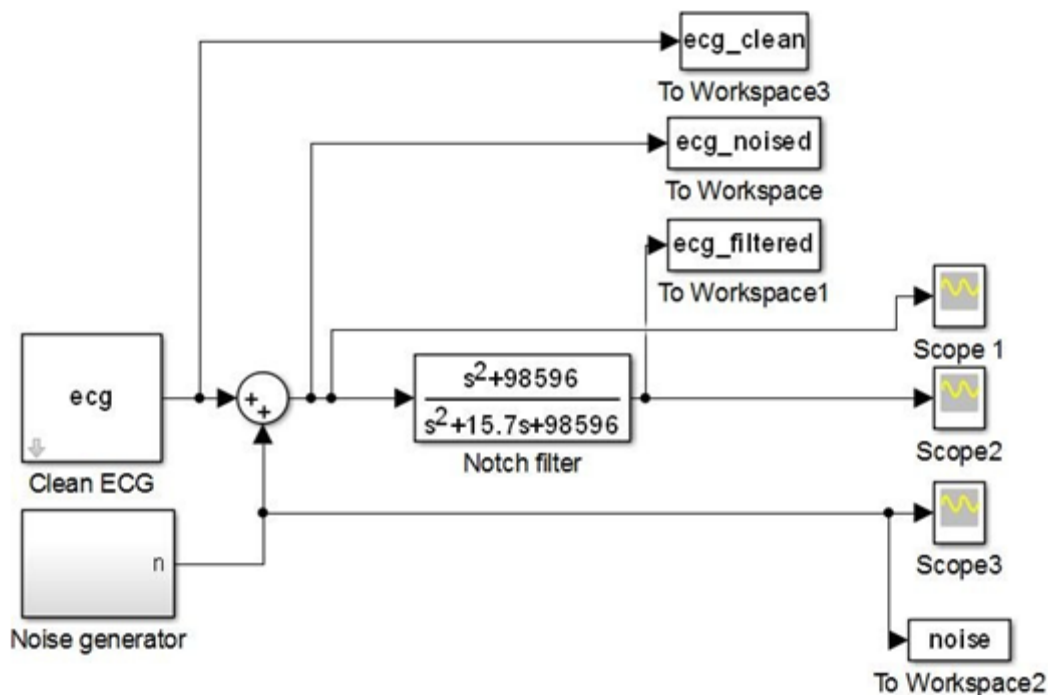 ecg_clean
To Workspace3
ecg_noised
To Workspace
ecg_filtered
To Workspace1
Scope 1
ecg
Clean ECG
s2+98596
s2+15.7s+98596
Notch filter
Scope2
n
Noise generator
Scope3
noise
To Workspace2